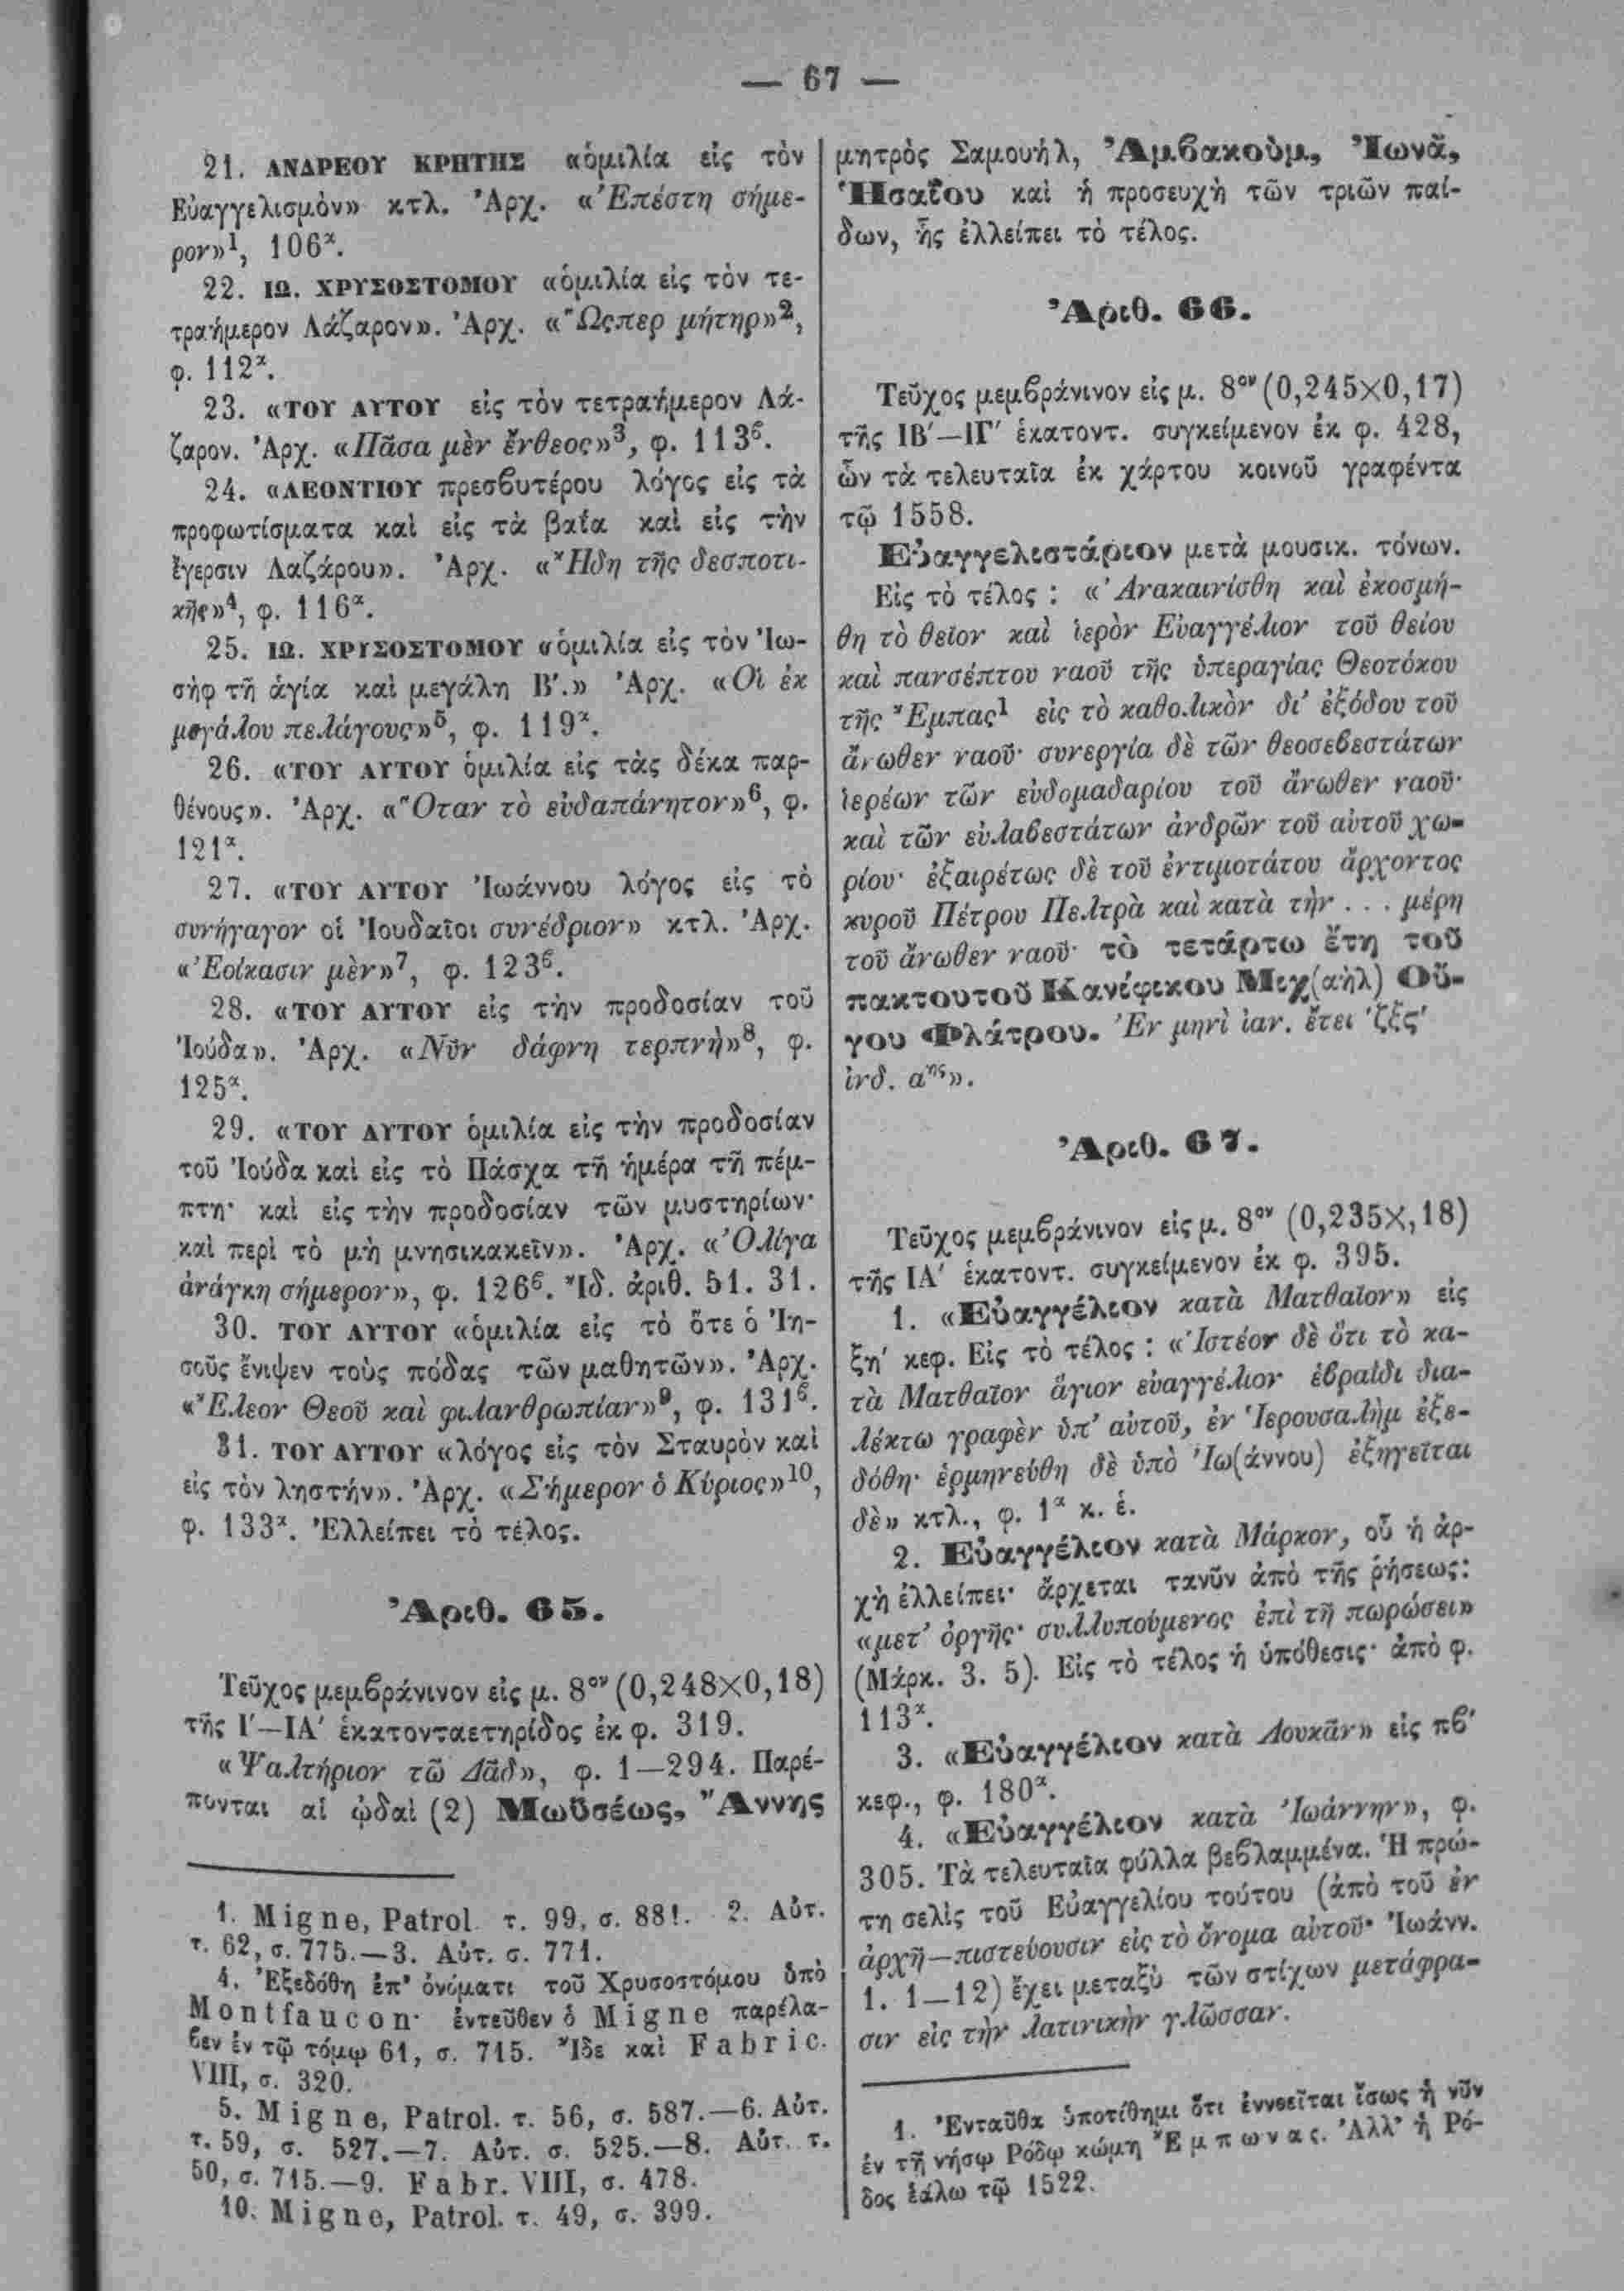 — 67 —
21. ΑΝΔΡΕΟΥ ΚΡΗΤΗΣ «ὁμιλία εἰς τὸν
Εὐαγγελισμὸν» κτλ. Ἀρχ. «Ἐπέστη σήμε-
ρον»¹, 106ᵅ.
22. ΙΩ. ΧΡΥΣΟΣΤΟΜΟΥ «ὁμιλία εἰς τὸν τε-
τραήμερον Λάζαρον». Ἀρχ. «Ὥςπερ μήτηρ»²,
φ. 112ᵅ.
23. «ΤΟΥ ΑΥΤΟΥ εἰς τὸν τετραήμερον Λά-
ζαρον. Ἀρχ. «Πᾶσα μὲν ἔνθεος»³, φ. 113ᵝ.
24. «ΛΕΟΝΤΙΟΥ πρεσϐυτέρου λόγος εἰς τὰ
προφωτίσματα καὶ εἰς τὰ βαΐα καὶ εἰς τὴν
ἔγερσιν Λαζάρου». Ἀρχ. «Ἤδη τῆς δεσποτι-
κῆς»⁴, φ. 116ᵅ.
25. ΙΩ. ΧΡΥΣΟΣΤΟΜΟΥ «ὁμιλία εἰς τὸν Ἰω-
σὴφ τῇ ἁγίᾳ καὶ μεγάλῃ Β΄.» Ἀρχ. «Οἱ ἐκ
μεγάλου πελάγους»⁵, φ. 119ᵅ.
26. «ΤΟΥ ΑΥΤΟΥ ὁμιλία εἰς τὰς δέκα παρ-
θένους». Ἀρχ. «Ὅταν τὸ εὐδαπάνητον»⁶, φ.
121ᵅ.
27. «ΤΟΥ ΑΥΤΟΥ Ἰωάννου λόγος εἰς τὸ
συνήγαγον οἱ Ἰουδαῖοι συνέδριον» κτλ. Ἀρχ.
«Ἐοίκασιν μὲν»⁷, φ. 123ᵝ.
28. «ΤΟΥ ΑΥΤΟΥ εἰς τὴν προδοσίαν τοῦ
Ἰούδα». Ἀρχ. «Νῦν δάφνη τερπνὴ»⁸, φ.
125ᵅ.
29. «ΤΟΥ ΑΥΤΟΥ ὁμιλία εἰς τὴν προδοσίαν
τοῦ Ἰούδα καὶ εἰς τὸ Πάσχα τῇ ἡμέρα τῇ πέμ-
πτῃ· καὶ εἰς τὴν προδοσίαν τῶν μυστηρίων·
καὶ περὶ τὸ μὴ μνησικακεῖν». Ἀρχ. «Ὀλίγα
ἀνάγκη σήμερον», φ. 126ᵝ. Ἴδ. ἀριθ. 51. 31.
30. ΤΟΥ ΑΥΤΟΥ «ὁμιλία εἰς τὸ ὅτε ὁ Ἰη-
σοῦς ἔνιψεν τοὺς πόδας τῶν μαθητῶν». Ἀρχ.
«Ἔλεον Θεοῦ καὶ φιλανθρωπίαν»⁹, φ. 131ᵝ.
31. ΤΟΥ ΑΥΤΟΥ «λόγος εἰς τὸν Σταυρὸν καὶ
εἰς τὸν λῃστήν». Ἀρχ. «Σήμερον ὁ Κύριος»¹⁰,
φ. 133ᵅ. Ἐλλείπει τὸ τέλος.
Ἀριθ. 65.
Τεῦχος μεμϐράνινον εἰς μ. 8ᵒⁿ (0,248×0,18)
τῆς Ι΄—ΙΑ΄ ἑκατονταετηρίδος ἐκ φ. 319.
«Ψαλτήριον τῷ Δᾶδ», φ. 1—294. Παρέ-
πονται αἱ ᾠδαὶ (2) Μωϋσέως, Ἄννης
1. Migne, Patrol. τ. 99, σ. 881. 2. Αὐτ.
τ. 62, σ. 775.—3. Αὐτ. σ. 771.
4. Ἐξεδόθη ἐπ' ὀνόματι τοῦ Χρυσοστόμου ὑπὸ
Montfaucon· ἐντεῦθεν ὁ Migne παρέλα-
ϐεν ἐν τῷ τόμῳ 61, σ. 715. Ἴδε καὶ Fabric.
VIII, σ. 320.
5. Migne, Patrol. τ. 56, σ. 587.—6. Αὐτ.
τ. 59, σ. 527.—7. Αὐτ. σ. 525.—8. Αὐτ. τ.
50, σ. 715.—9. Fabr. VIII, σ. 478.
10. Migne, Patrol. τ. 49, σ. 399.
μητρὸς Σαμουήλ, Ἀμϐακοὺμ, Ἰωνᾶ,
Ἡσαΐου καὶ ἡ προσευχὴ τῶν τριῶν παί-
δων, ἧς ἐλλείπει τὸ τέλος.
Ἀριθ. 66.
Τεῦχος μεμϐράνινον εἰς μ. 8ᵒⁿ (0,245×0,17)
τῆς ΙΒ΄—ΙΓ΄ ἑκατοντ. συγκείμενον ἐκ φ. 428,
ὧν τὰ τελευταῖα ἐκ χάρτου κοινοῦ γραφέντα
τῷ 1558.
Εὐαγγελιστάριον μετὰ μουσικ. τόνων.
Εἰς τὸ τέλος : «Ἀνακαινίσθη καὶ ἐκοσμή-
θη τὸ θεῖον καὶ ἱερὸν Εὐαγγέλιον τοῦ θείου
καὶ πανσέπτου ναοῦ τῆς ὑπεραγίας Θεοτόκου
τῆς Ἔμπας¹ εἰς τὸ καθολικὸν δι' ἐξόδου τοῦ
ἄνωθεν ναοῦ· συνεργία δὲ τῶν θεοσεϐεστάτων
ἱερέων τῶν εὐδομαδαρίου τοῦ ἄνωθεν ναοῦ·
καὶ τῶν εὐλαϐεστάτων ἀνδρῶν τοῦ αὐτοῦ χω-
ρίου· ἐξαιρέτως δὲ τοῦ ἐντιμοτάτου ἄρχοντος
κυροῦ Πέτρου Πελτρὰ καὶ κατὰ τὴν . . . μέρη
τοῦ ἄνωθεν ναοῦ· τὸ τετάρτω ἔτη τοῦ
πακτουτοῦ Κανίφικου Μιχ(αὴλ) Οὔ-
γου Φλάτρου. Ἐν μηνὶ ἰαν. ἔτει ͵ζξς΄
ἰνδ. αⁿˢ».
Ἀριθ. 67.
Τεῦχος μεμϐράνινον εἰς μ. 8ᵒⁿ (0,235×,18)
τῆς ΙΑ΄ ἑκατοντ. συγκείμενον ἐκ φ. 395.
1. «Εὐαγγέλιον κατὰ Ματθαῖον» εἰς
ξη΄ κεφ. Εἰς τὸ τέλος : «Ἰστέον δὲ ὅτι τὸ κα-
τὰ Ματθαῖον ἅγιον εὐαγγέλιον ἑϐραΐδι δια-
λέκτω γραφὲν ὑπ' αὐτοῦ, ἐν Ἱερουσαλὴμ ἐξε-
δόθη· ἑρμηνεύθη δὲ ὑπὸ Ἰω(άννου) ἐξηγεῖται
δὲ» κτλ., φ. 1ᵅ κ. ἑ.
2. Εὐαγγέλιον κατὰ Μάρκον, οὗ ἡ ἀρ-
χὴ ἐλλείπει· ἄρχεται τανῦν ἀπὸ τῆς ῥήσεως:
«μετ' ὀργῆς· συλλυπούμενος ἐπὶ τῇ πωρώσει»
(Μάρκ. 3. 5). Εἰς τὸ τέλος ἡ ὑπόθεσις· ἀπὸ φ.
113ᵅ.
3. «Εὐαγγέλιον κατὰ Λουκᾶν» εἰς πϐ΄
κεφ., φ. 180ᵅ.
4. «Εὐαγγέλιον κατὰ Ἰωάννην», φ.
305. Τὰ τελευταῖα φύλλα βεϐλαμμένα. Ἡ πρώ-
τη σελὶς τοῦ Εὐαγγελίου τούτου (ἀπὸ τοῦ ἐν
ἀρχῇ—πιστεύουσιν εἰς τὸ ὄνομα αὐτοῦ· Ἰωάνν.
1. 1—12) ἔχει μεταξὺ τῶν στίχων μετάφρα-
σιν εἰς τὴν λατινικὴν γλῶσσαν.
1. Ἐνταῦθα ὑποτίθημι ὅτι ἐννοεῖται ἴσως ἡ νῦν
ἐν τῇ νήσῳ Ρόδῳ κώμη Ἔμπωνας. Ἀλλ' ἡ Ρό-
δος ἑάλω τῷ 1522.